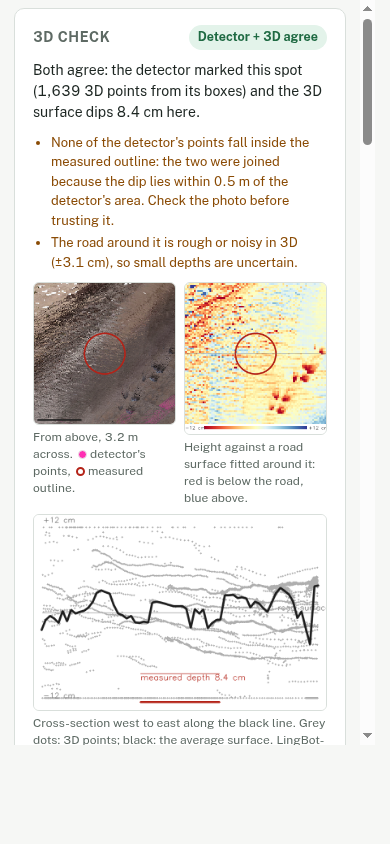 3D CHECK
Detector + 3D agree
Both agree: the detector marked this spot
(1,639 3D points from its boxes) and the 3D
surface dips 8.4 cm here.
None of the detector's points fall inside the
measured outline: the two were joined
because the dip lies within 0.5 m of the
detector's area. Check the photo before
trusting it.
The road around it is rough or noisy in 3D
(±3.1 cm), so small depths are uncertain.
From above, 3.2 m
across. detector's
points, measured
outline.
−12 cm
+12 cm
Height against a road
surface fitted around it:
red is below the road,
blue above.
+12 cm
measured depth 8.4 cm
−12 cm
Cross-section west to east along the black line. Grey
dots: 3D points; black: the average surface. LingBot-